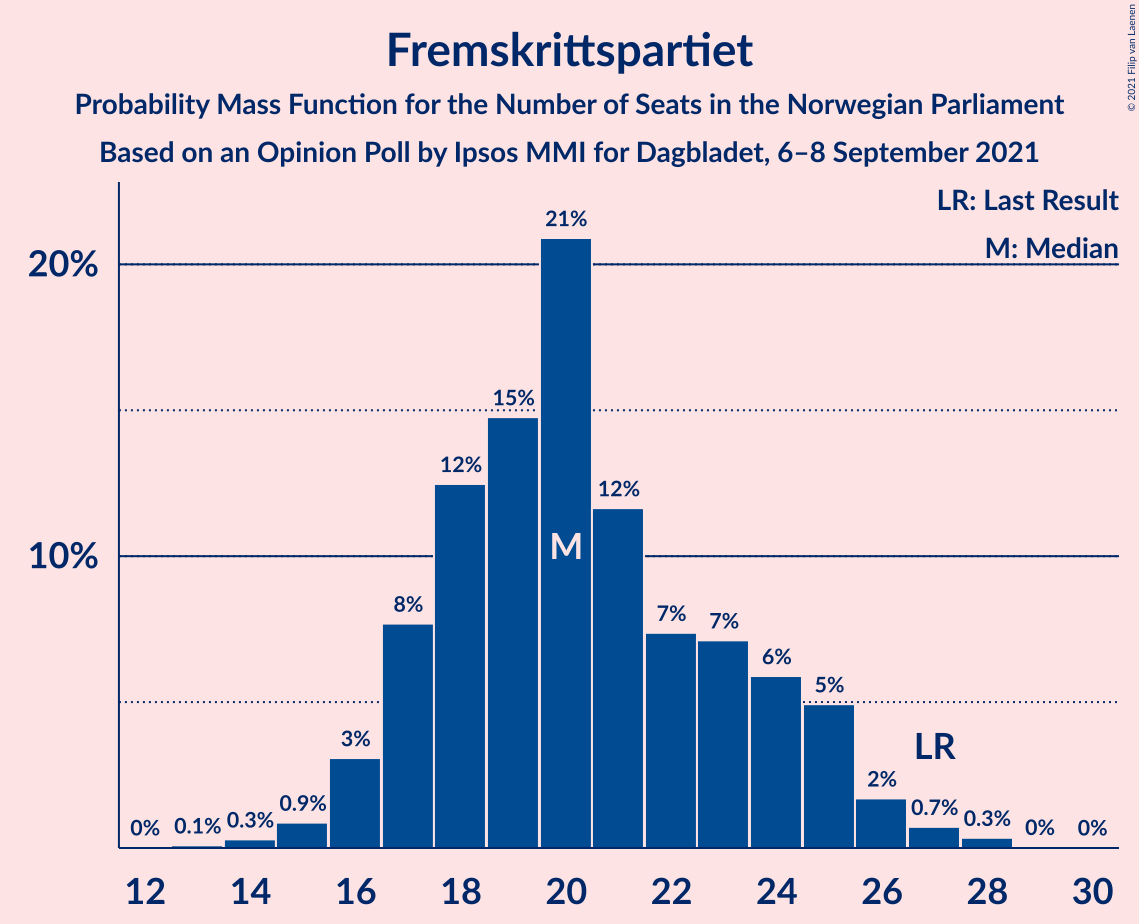 Fremskrittspartiet
Probability Mass Function for the Number of Seats in the Norwegian Parliament
Based on an Opinion Poll by Ipsos MMI for Dagbladet, 6–8 September 2021
© 2021 Filip van Laenen
LR: Last Result
M: Median
20%
10%
0%
0.1%
0.3%
0.9%
3%
8%
12%
15%
21%
M
12%
7%
7%
6%
5%
2%
LR
0.7%
0.3%
0%
0%
12 14 16 18 20 22 24 26 28 30